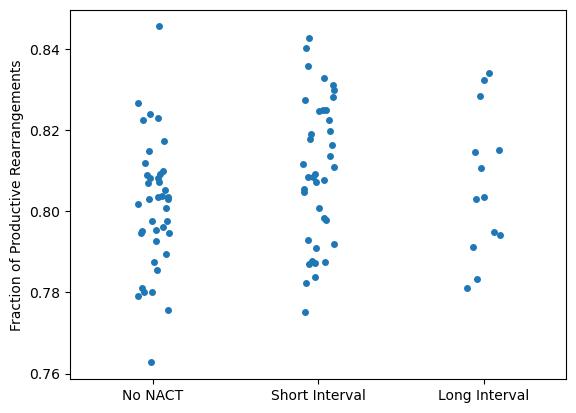 Fraction of Productive Rearrangements
0.84
0.82
0.80
0.78
0.76
No NACT
Short Interval
Long Interval